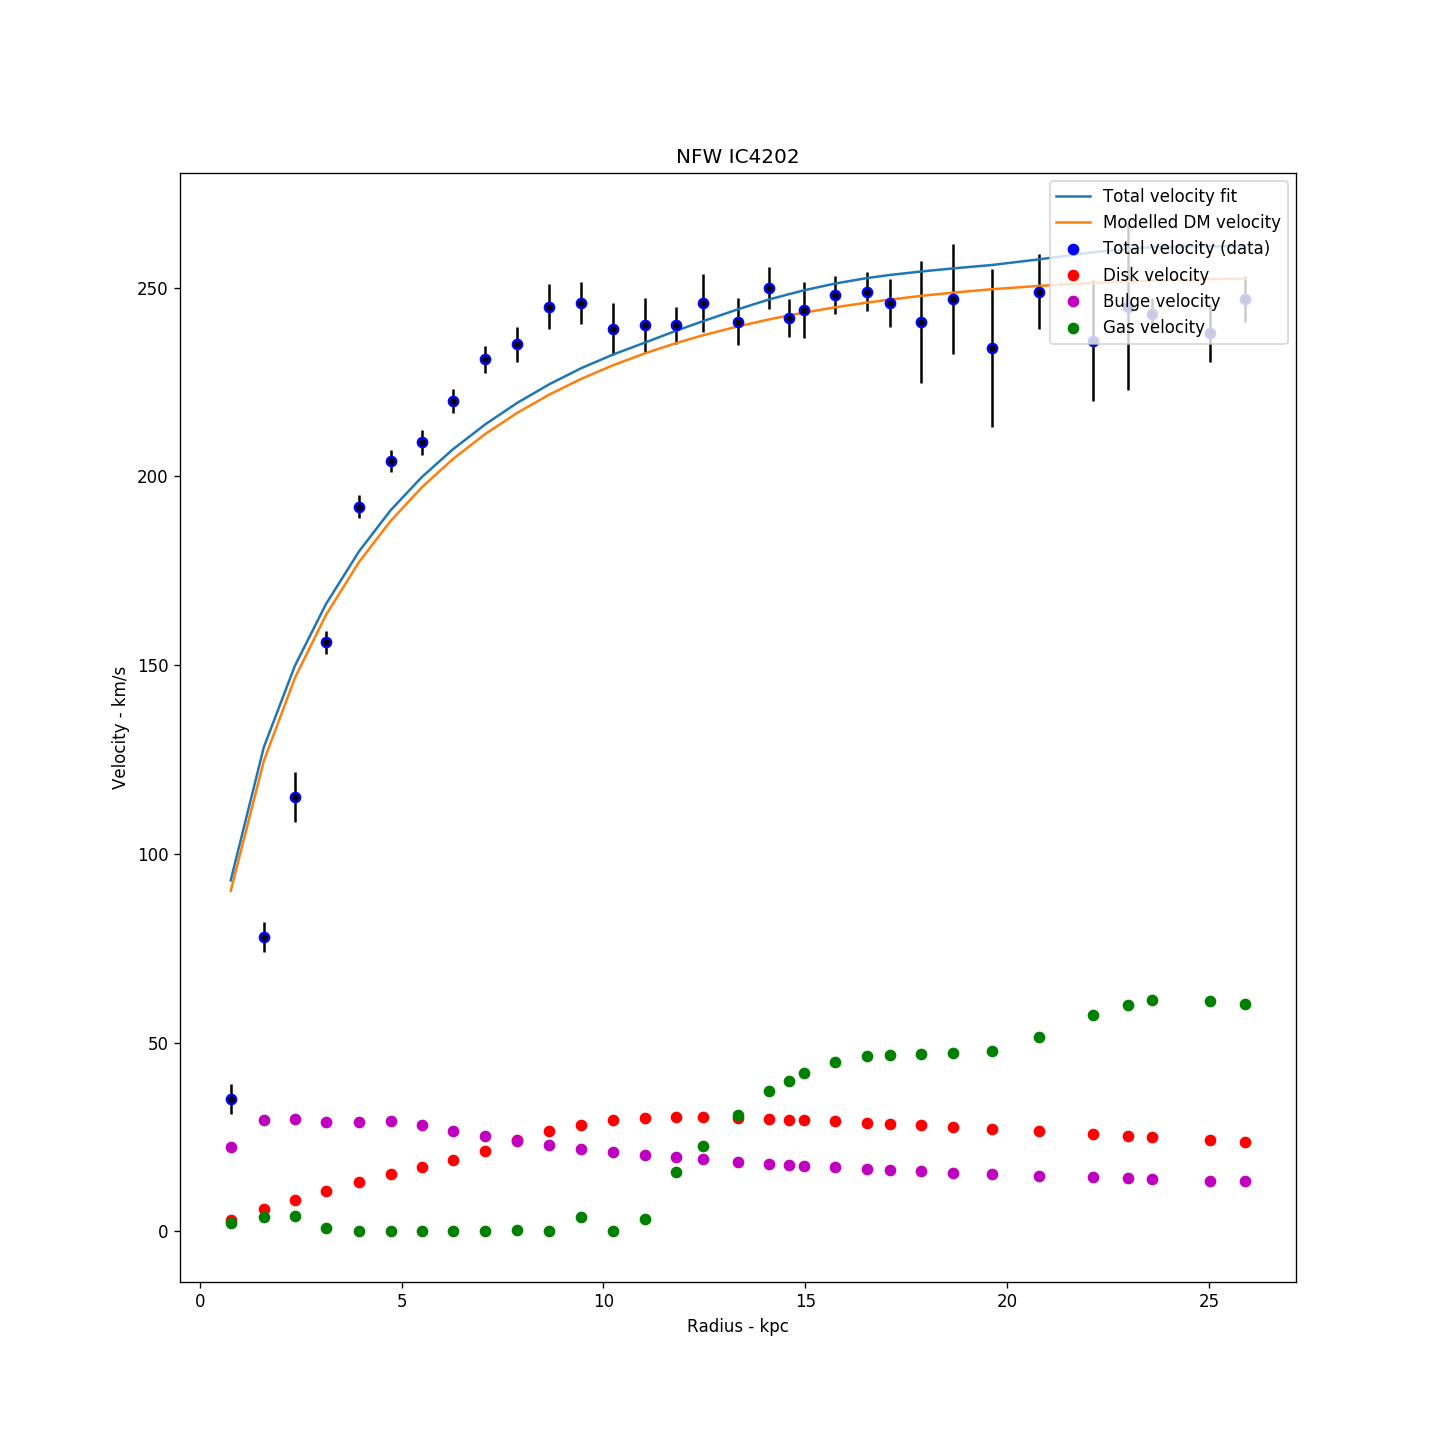 NFW IC4202
Total velocity fit
Modelled DM velocity
Total velocity (data)
Disk velocity
Bulge velocity
Gas velocity
250
200
150
100
50
0
Velocity - km/s
0 5 10 15 20 25
Radius - kpc